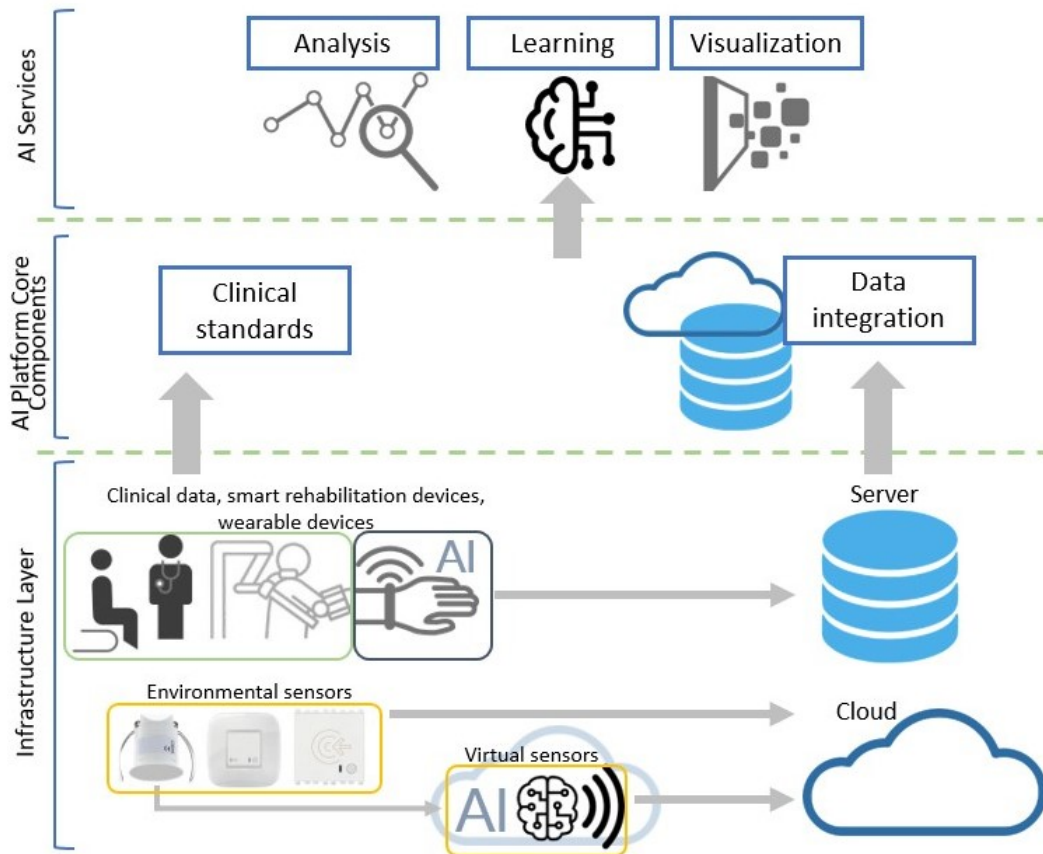 AI Services
Analysis
Learning
Visualization
AI Platform Core
Components
Clinical
standards
Data
integration
Infrastructure Layer
Clinical data, smart rehabilitation devices,
wearable devices
AI
Server
Environmental sensors
Cloud
Virtual sensors
AI